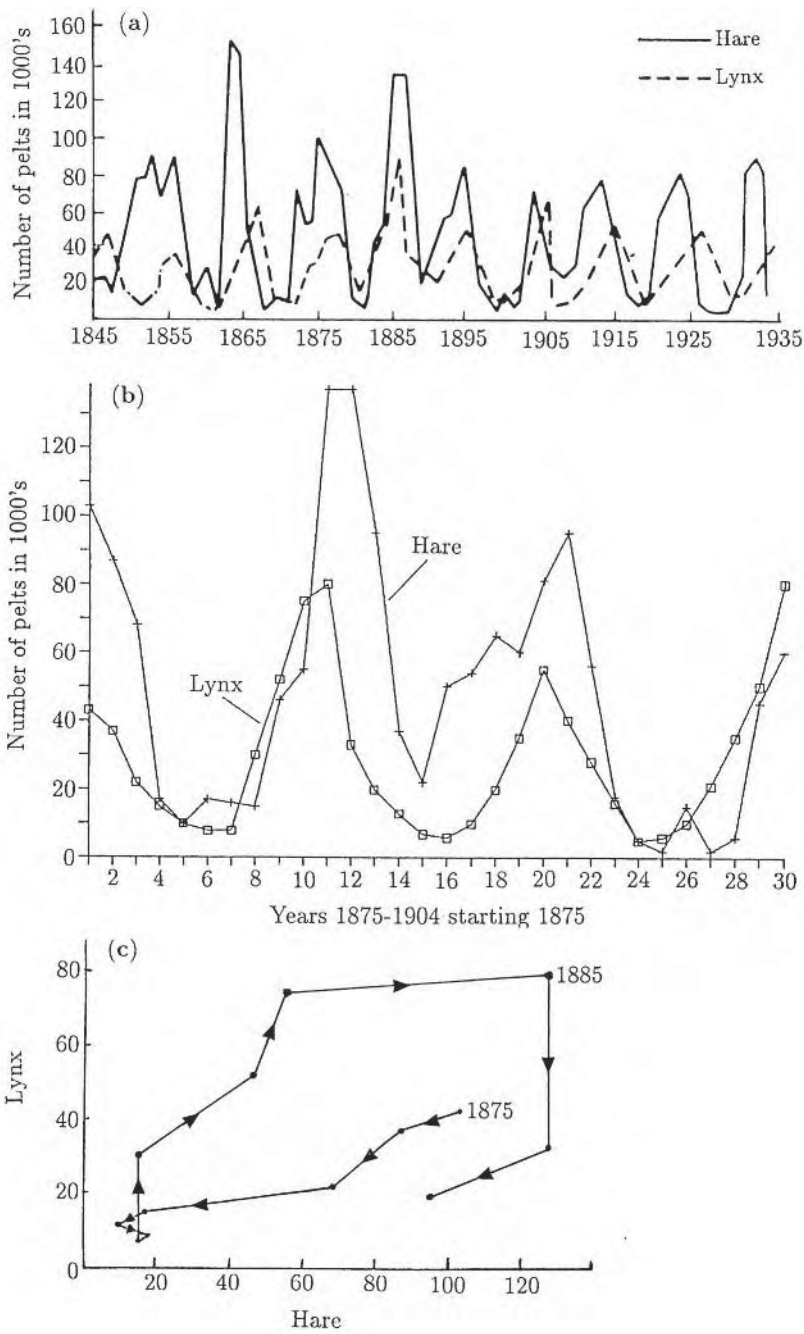 (a)
Hare
Lynx
Number of pelts in 1000's
160
140
120
100
80
60
40
20
1845 1855 1865 1875 1885 1895 1905 1915 1925 1935
(b)
Hare
Lynx
Number of pelts in 1000's
120
100
80
60
40
20
0
2 4 6 8 10 12 14 16 18 20 22 24 26 28 30
Years 1875-1904 starting 1875
(c)
1885
1875
Lynx
80
60
40
20
0
20 40 60 80 100 120
Hare